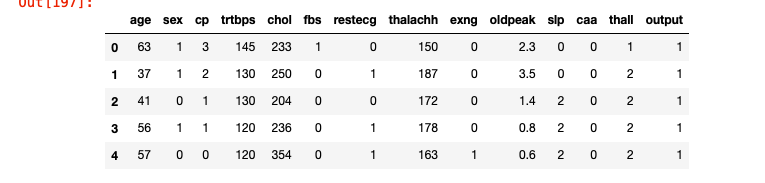 Out[197]:
age sex cp trtbps chol fbs restecg thalachh exng oldpeak slp caa thall output
0 63 1 3 145 233 1 0 150 0 2.3 0 0 1 1
1 37 1 2 130 250 0 1 187 0 3.5 0 0 2 1
2 41 0 1 130 204 0 0 172 0 1.4 2 0 2 1
3 56 1 1 120 236 0 1 178 0 0.8 2 0 2 1
4 57 0 0 120 354 0 1 163 1 0.6 2 0 2 1